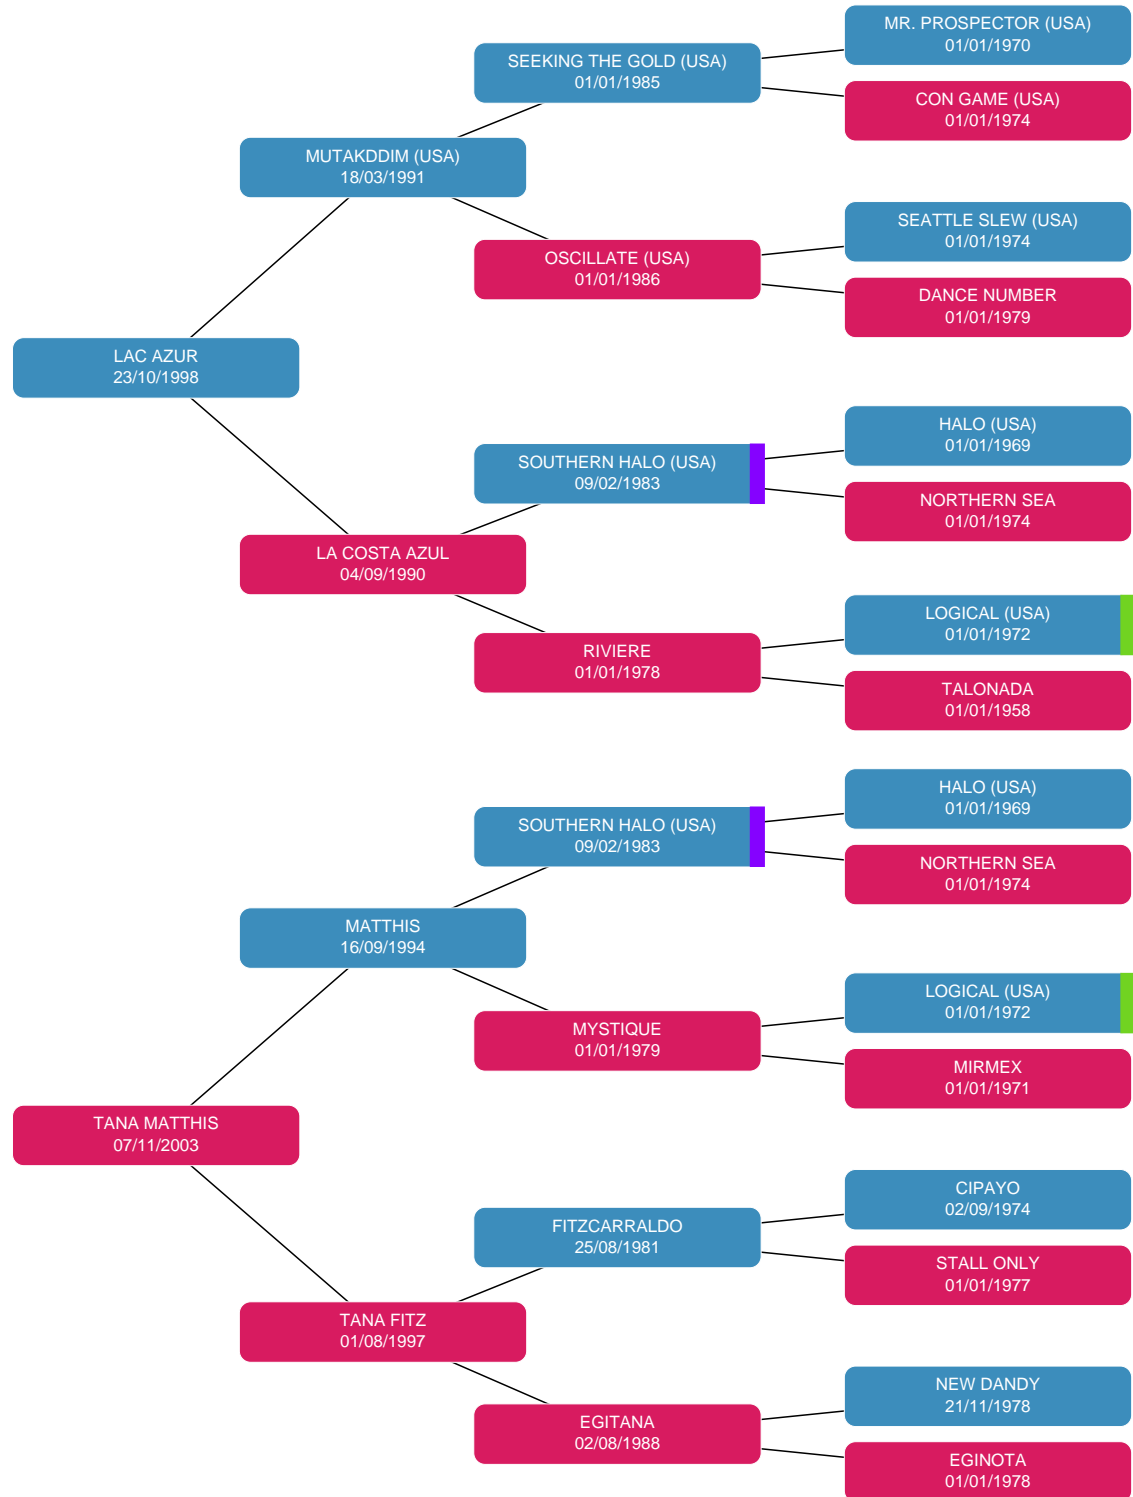 MR. PROSPECTOR (USA)
01/01/1970
SEEKING THE GOLD (USA)
01/01/1985
CON GAME (USA)
01/01/1974
MUTAKDDIM (USA)
18/03/1991
SEATTLE SLEW (USA)
01/01/1974
OSCILLATE (USA)
01/01/1986
DANCE NUMBER
01/01/1979
LAC AZUR
23/10/1998
HALO (USA)
01/01/1969
SOUTHERN HALO (USA)
09/02/1983
NORTHERN SEA
01/01/1974
LA COSTA AZUL
04/09/1990
LOGICAL (USA)
01/01/1972
RIVIERE
01/01/1978
TALONADA
01/01/1958
HALO (USA)
01/01/1969
SOUTHERN HALO (USA)
09/02/1983
NORTHERN SEA
01/01/1974
MATTHIS
16/09/1994
LOGICAL (USA)
01/01/1972
MYSTIQUE
01/01/1979
MIRMEX
01/01/1971
TANA MATTHIS
07/11/2003
CIPAYO
02/09/1974
FITZCARRALDO
25/08/1981
STALL ONLY
01/01/1977
TANA FITZ
01/08/1997
NEW DANDY
21/11/1978
EGITANA
02/08/1988
EGINOTA
01/01/1978